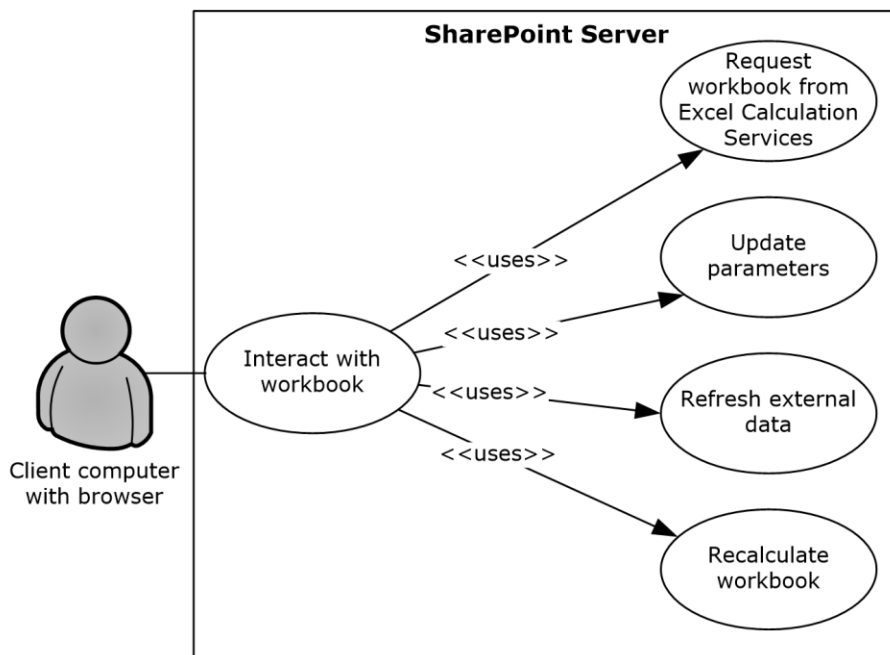 SharePoint Server
Request
workbook from
Excel Calculation
Services
<<uses>>
Update
parameters
<<uses>>
Interact with
workbook
<<uses>>
Refresh external
data
<<uses>>
Client computer
with browser
Recalculate
workbook